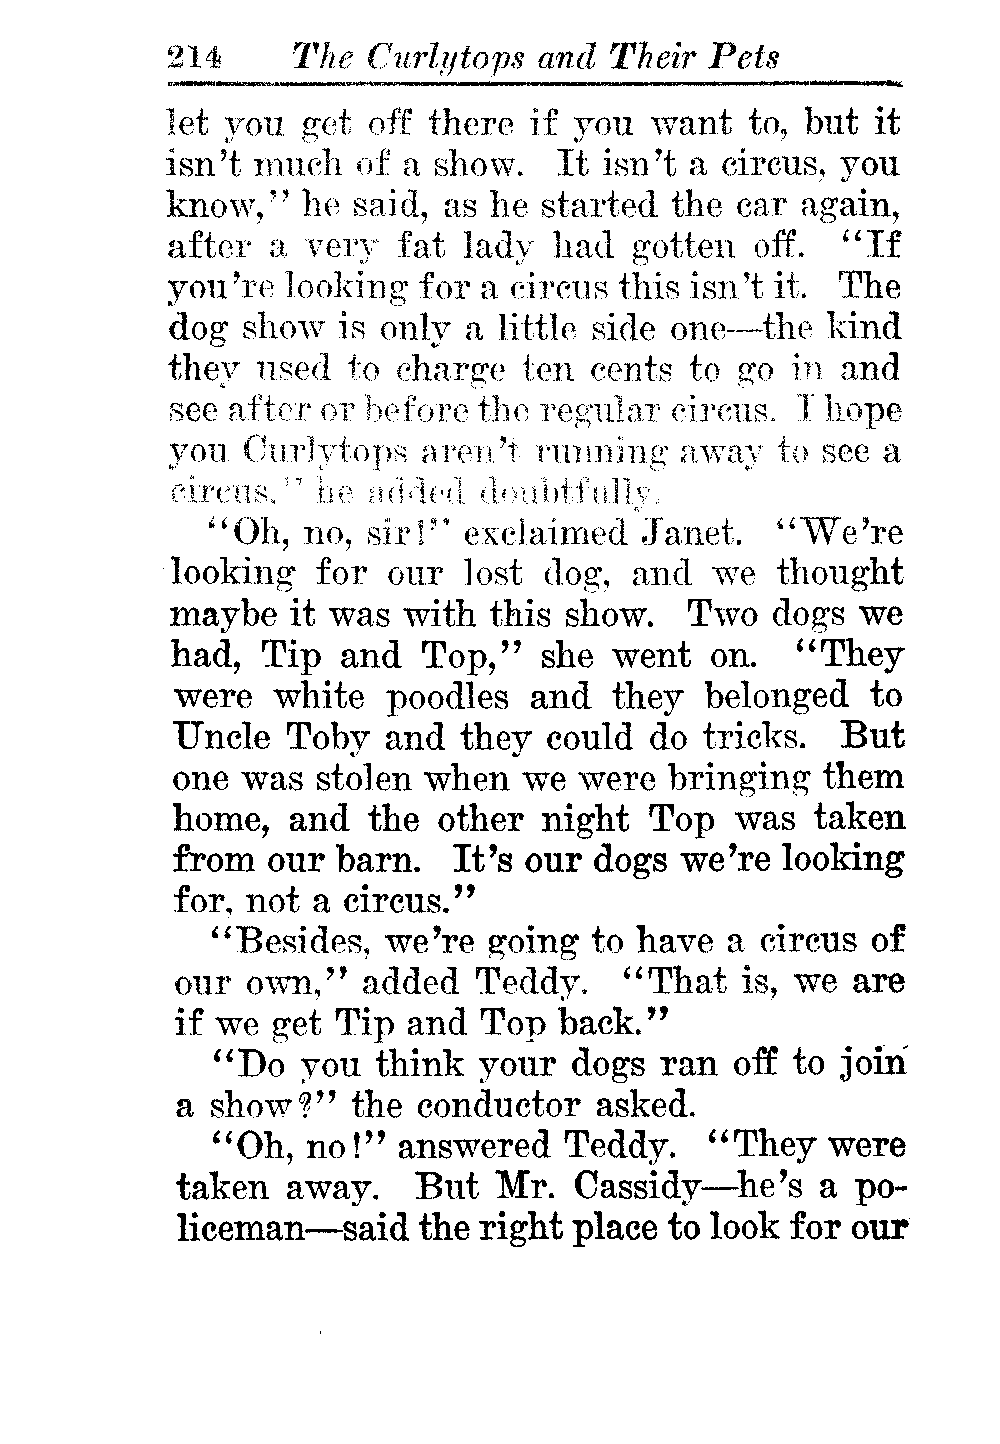 214 The Curlytops and Their Pets
let you get off there if you want to, but it
isn't much of a show. It isn't a circus, you
know," he said, as he started the car again,
after a very fat lady had gotten off. "If
you're looking for a circus this isn't it. The
dog show is only a little side one—the kind
they used to charge ten cents to go in and
see after or before the regular circus. I hope
you Curlytops aren't running away to see a
circus," he added doubtfully.
"Oh, no, sir!" exclaimed Janet. "We're
looking for our lost dog, and we thought
maybe it was with this show. Two dogs we
had, Tip and Top," she went on. "They
were white poodles and they belonged to
Uncle Toby and they could do tricks. But
one was stolen when we were bringing them
home, and the other night Top was taken
from our barn. It's our dogs we're looking
for, not a circus."
"Besides, we're going to have a circus of
our own," added Teddy. "That is, we are
if we get Tip and Top back."
"Do you think your dogs ran off to join
a show?" the conductor asked.
"Oh, no!" answered Teddy. "They were
taken away. But Mr. Cassidy—he's a po-
liceman—said the right place to look for our